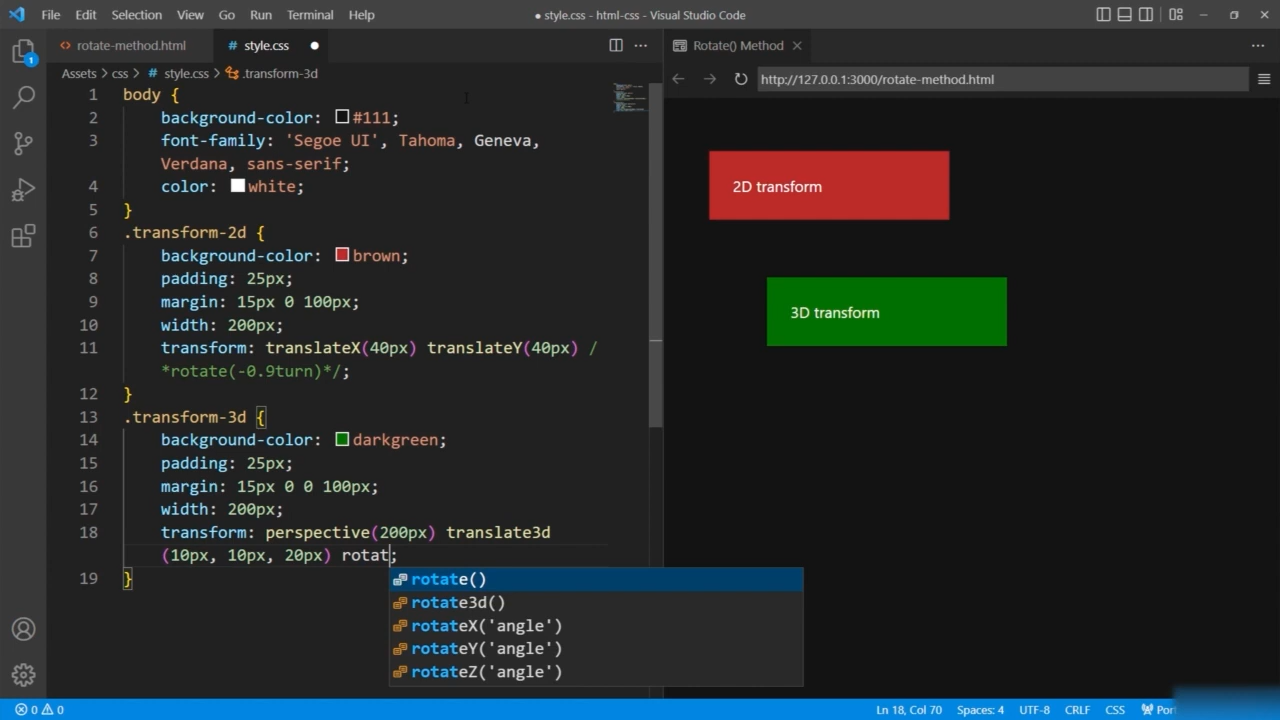 File Edit Selection View Go Run Terminal Help
● style.css - html-css - Visual Studio Code
rotate-method.html
# style.css ●
Assets > css > # style.css > .transform-3d
1 body {
2 background-color: #111;
3 font-family: 'Segoe UI', Tahoma, Geneva,
Verdana, sans-serif;
4 color: white;
5 }
6 .transform-2d {
7 background-color: brown;
8 padding: 25px;
9 margin: 15px 0 100px;
10 width: 200px;
11 transform: translateX(40px) translateY(40px) /
*rotate(-0.9turn)*/;
12 }
13 .transform-3d {
14 background-color: darkgreen;
15 padding: 25px;
16 margin: 15px 0 0 100px;
17 width: 200px;
18 transform: perspective(200px) translate3d
(10px, 10px, 20px) rotat;
19 }
rotate()
rotate3d()
rotateX('angle')
rotateY('angle')
rotateZ('angle')
1
Rotate() Method
http://127.0.0.1:3000/rotate-method.html
2D transform
3D transform
0 0
Ln 18, Col 70 Spaces: 4 UTF-8 CRLF CSS